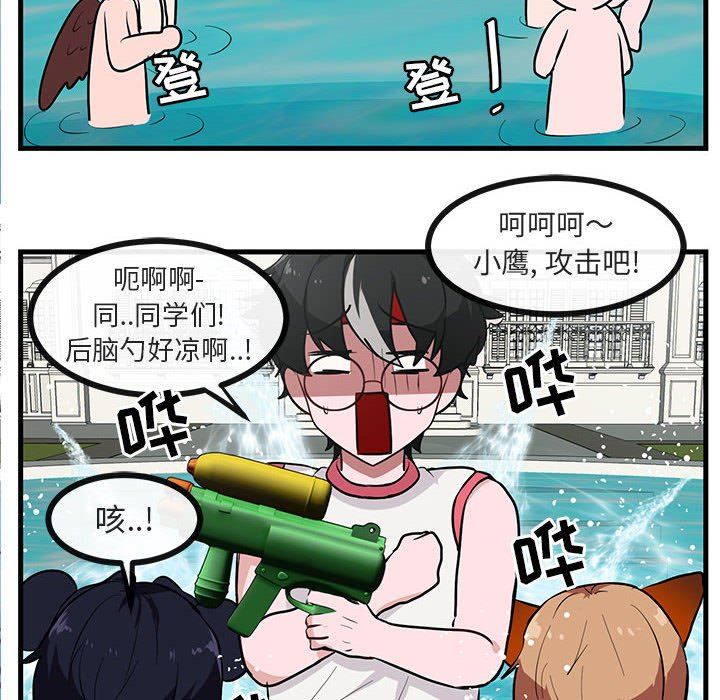 登
登！
呵呵呵～
小鹰, 攻击吧!
呃啊啊-
同..同学们!
后脑勺好凉啊..!
哗
哗
咳..!
哗